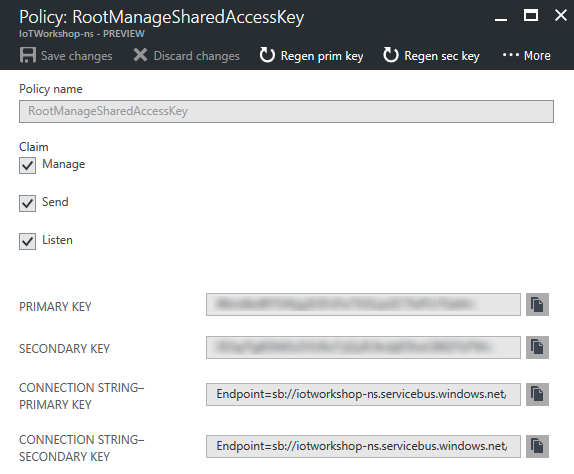 Policy: RootManageSharedAccessKey
IoTWorkshop-ns - PREVIEW
Save changes Discard changes Regen prim key Regen sec key ··· More
Policy name
RootManageSharedAccessKey
Claim
Manage
Send
Listen
PRIMARY KEY
SECONDARY KEY
CONNECTION STRING–
PRIMARY KEY
Endpoint=sb://iotworkshop-ns.servicebus.windows.net/
CONNECTION STRING–
SECONDARY KEY
Endpoint=sb://iotworkshop-ns.servicebus.windows.net/